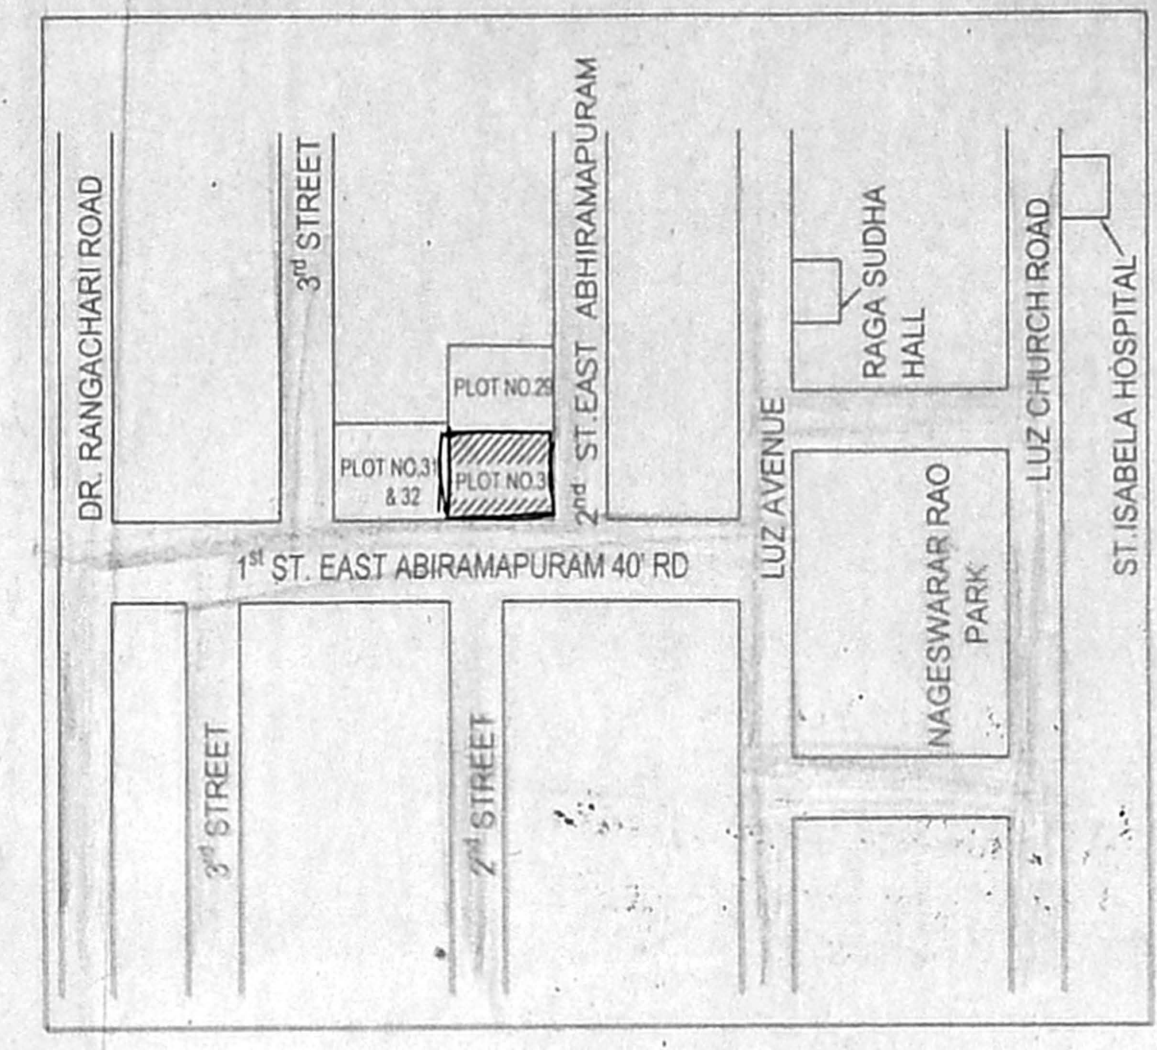 DR. RANGACHARI ROAD
3rd STREET
2nd ST.EAST ABHIRAMAPURAM
PLOT NO.29
PLOT NO.31
& 32
PLOT NO.3
1st ST. EAST ABIRAMAPURAM 40' RD
LUZ AVENUE
RAGA SUDHA
HALL
LUZ CHURCH ROAD
ST.ISABELA HOSPITAL
NAGESWARAR RAO
PARK
3rd STREET
2nd STREET